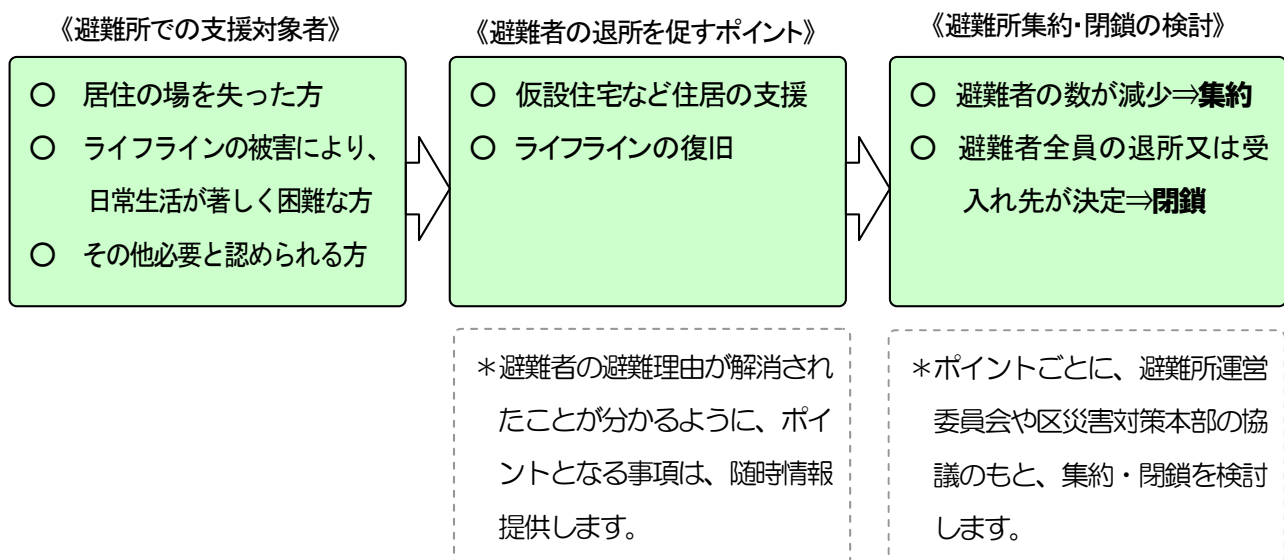 《避難所での支援対象者》
○ 居住の場を失った方
○ ライフラインの被害により、
日常生活が著しく困難な方
○ その他必要と認められる方
《避難者の退所を促すポイント》
○ 仮設住宅など住居の支援
○ ライフラインの復旧
＊避難者の避難理由が解消され
たことが分かるように、ポイ
ントとなる事項は、随時情報
提供します。
《避難所集約・閉鎖の検討》
○ 避難者の数が減少⇒集約
○ 避難者全員の退所又は受
入れ先が決定⇒閉鎖
＊ポイントごとに、避難所運営
委員会や区災害対策本部の協
議のもと、集約・閉鎖を検討
します。